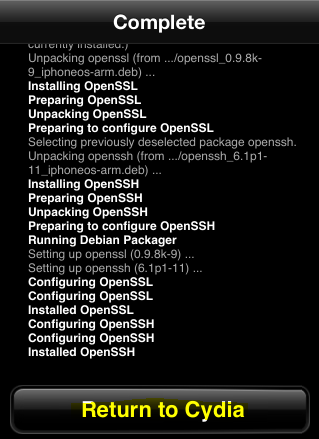 Complete
currently installed.)
Unpacking openssl (from .../openssl_0.9.8k-
9_iphoneos-arm.deb) ...
Installing OpenSSL
Preparing OpenSSL
Unpacking OpenSSL
Preparing to configure OpenSSL
Selecting previously deselected package openssh.
Unpacking openssh (from .../openssh_6.1p1-
11_iphoneos-arm.deb) ...
Installing OpenSSH
Preparing OpenSSH
Unpacking OpenSSH
Preparing to configure OpenSSH
Running Debian Packager
Setting up openssl (0.9.8k-9) ...
Setting up openssh (6.1p1-11) ...
Configuring OpenSSL
Configuring OpenSSL
Installed OpenSSL
Configuring OpenSSH
Configuring OpenSSH
Installed OpenSSH
Return to Cydia